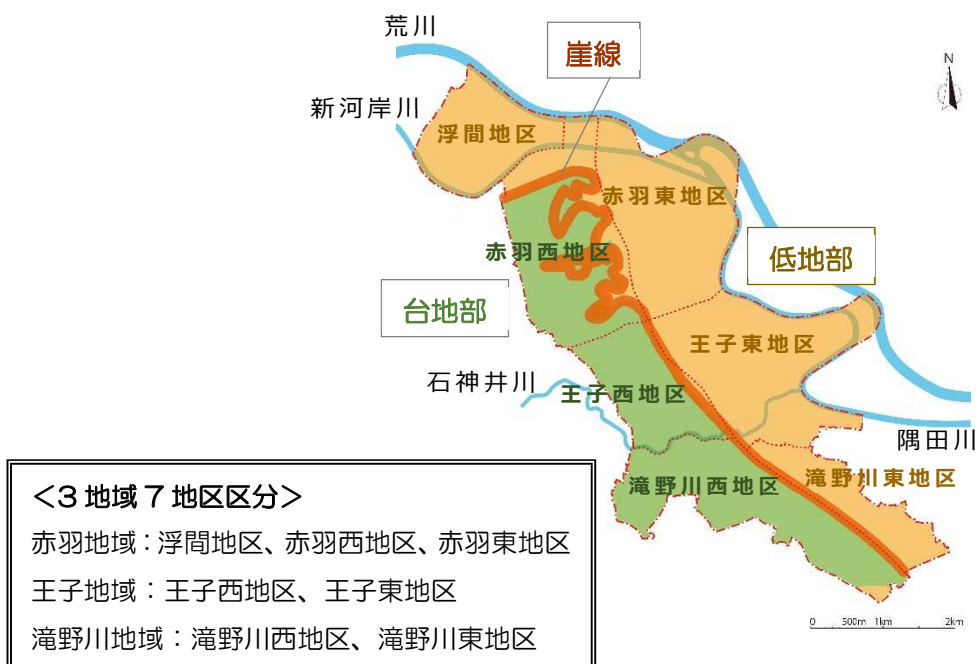 荒川
崖線
N
新河岸川
浮間地区
赤羽東地区
赤羽西地区
低地部
台地部
王子東地区
石神井川
王子西地区
隅田川
滝野川西地区
滝野川東地区
<3 地域 7 地区区分>
赤羽地域：浮間地区、赤羽西地区、赤羽東地区
王子地域：王子西地区、王子東地区
滝野川地域：滝野川西地区、滝野川東地区
0 500m 1km 2km